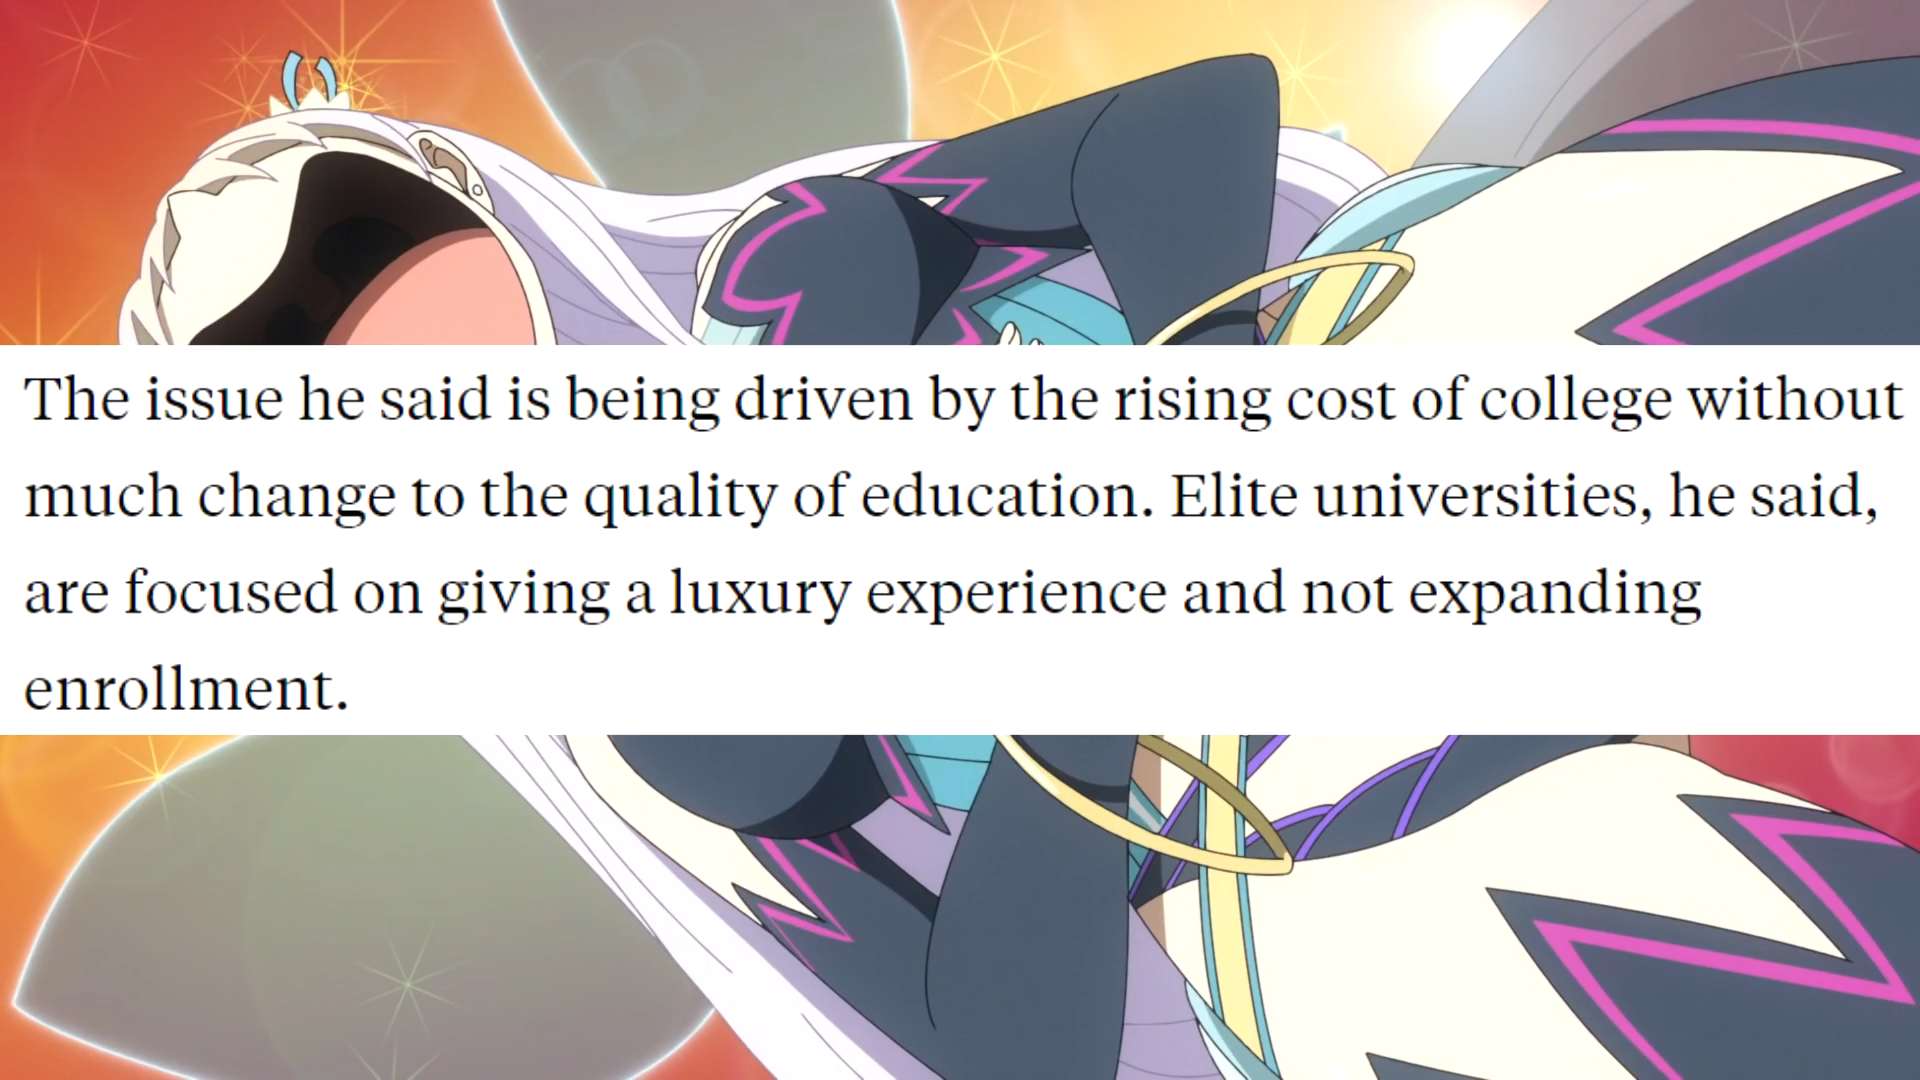 The issue he said is being driven by the rising cost of college without
much change to the quality of education. Elite universities, he said,
are focused on giving a luxury experience and not expanding
enrollment.